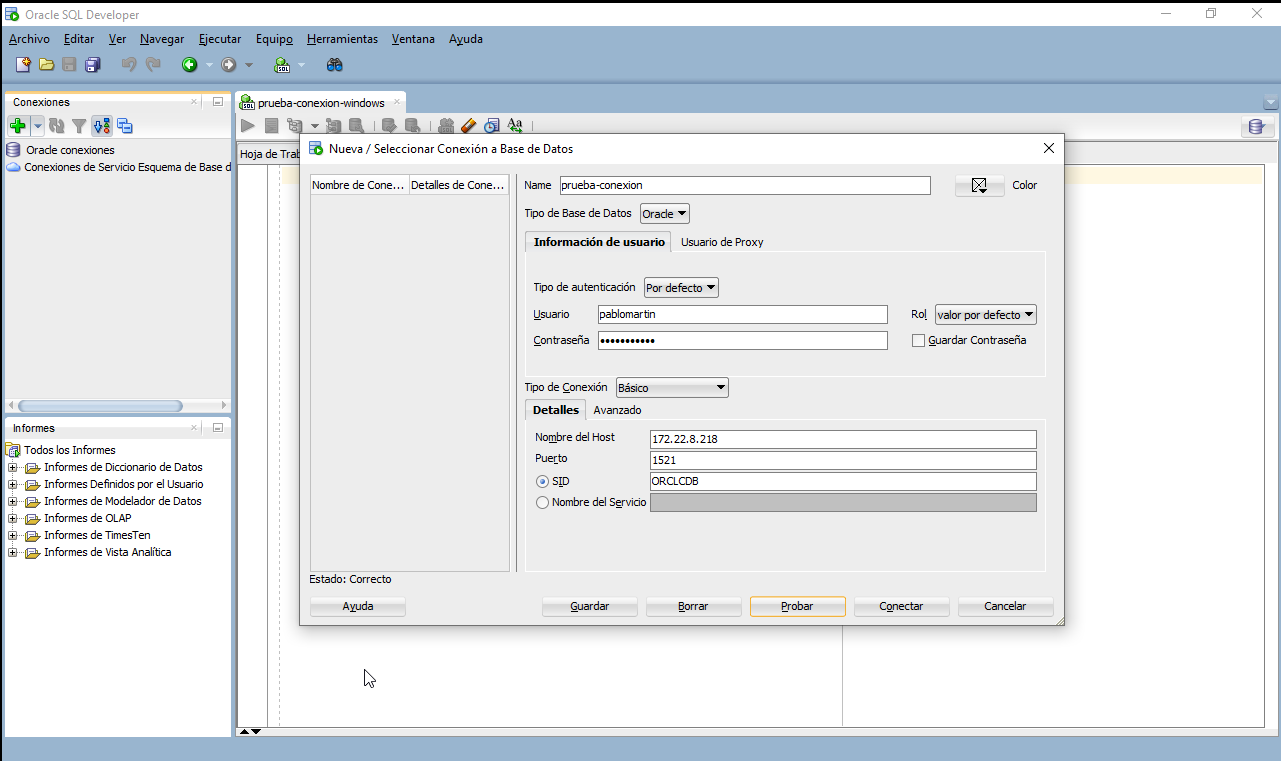 Oracle SQL Developer
Archivo Editar Ver Navegar Ejecutar Equipo Herramientas Ventana Ayuda
Conexiones
Oracle conexiones
Conexiones de Servicio Esquema de Base d
Informes
Todos los Informes
Informes de Diccionario de Datos
Informes Definidos por el Usuario
Informes de Modelador de Datos
Informes de OLAP
Informes de TimesTen
Informes de Vista Analítica
prueba-conexion-windows
Hoja de Trab
Nueva / Seleccionar Conexión a Base de Datos
Nombre de Cone... Detalles de Cone...
Name prueba-conexion Color
Tipo de Base de Datos Oracle
Información de usuario Usuario de Proxy
Tipo de autenticación Por defecto
Usuario pablomartin Rol valor por defecto
Contraseña ••••••••••• Guardar Contraseña
Tipo de Conexión Básico
Detalles Avanzado
Nombre del Host 172.22.8.218
Puerto 1521
SID ORCLCDB
Nombre del Servicio
Estado: Correcto
Ayuda Guardar Borrar Probar Conectar Cancelar